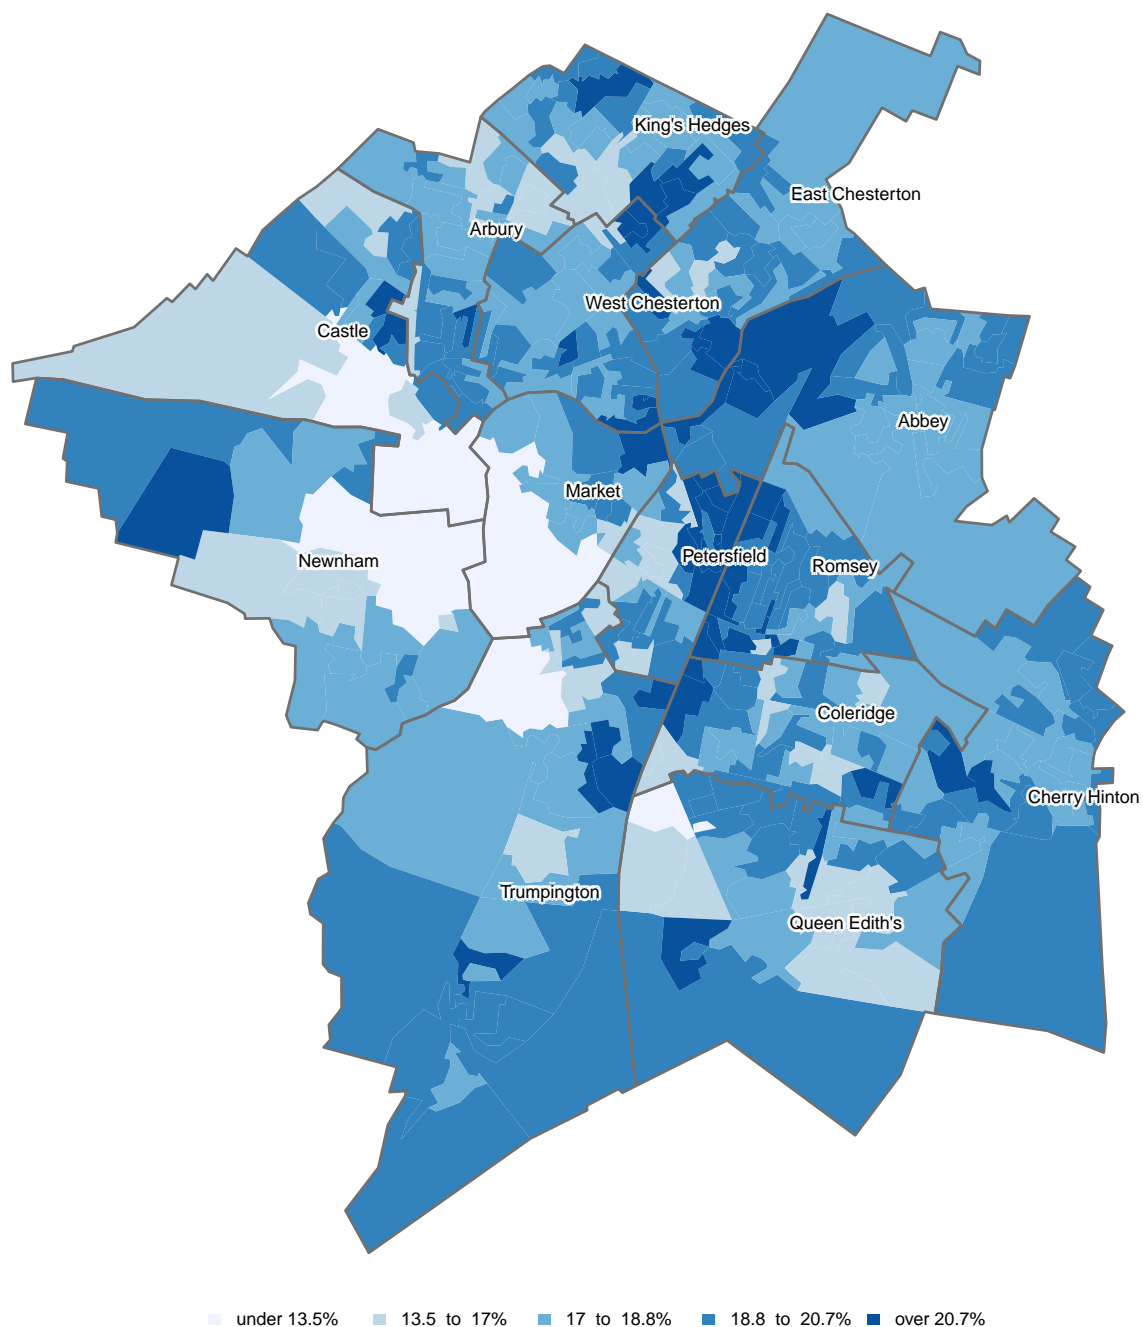 King's Hedges
East Chesterton
Arbury
West Chesterton
Castle
Abbey
Market
Petersfield
Newnham
Romsey
Coleridge
Cherry Hinton
Trumpington
Queen Edith's
under 13.5%
13.5 to 17%
17 to 18.8%
18.8 to 20.7%
over 20.7%